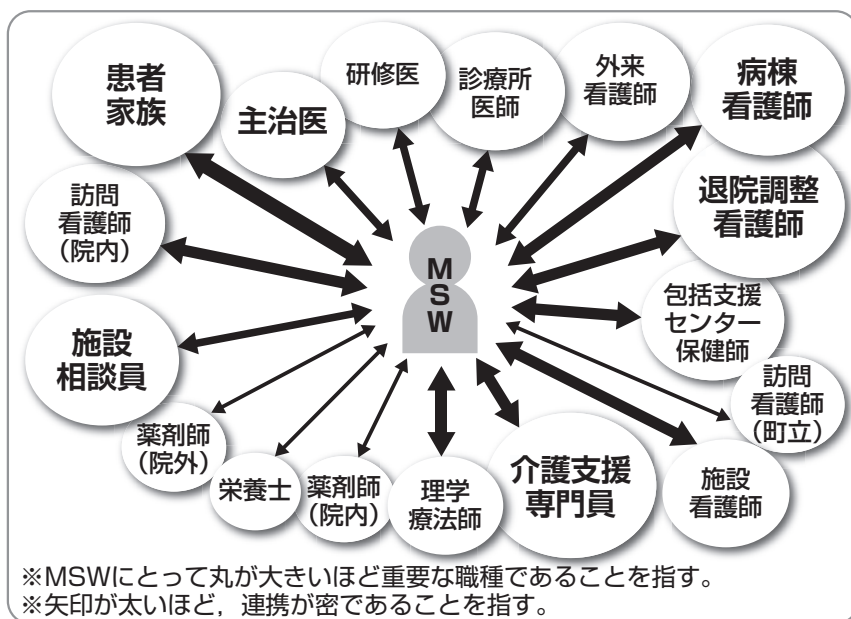 患者
家族
主治医
研修医
診療所
医師
外来
看護師
病棟
看護師
訪問
看護師
(院内)
退院調整
看護師
MSW
包括支援
センター
保健師
施設
相談員
訪問
看護師
(町立)
薬剤師
(院外)
栄養士
薬剤師
(院内)
理学
療法師
介護支援
専門員
施設
看護師
※MSWにとって丸が大きいほど重要な職種であることを指す。
※矢印が太いほど，連携が密であることを指す。